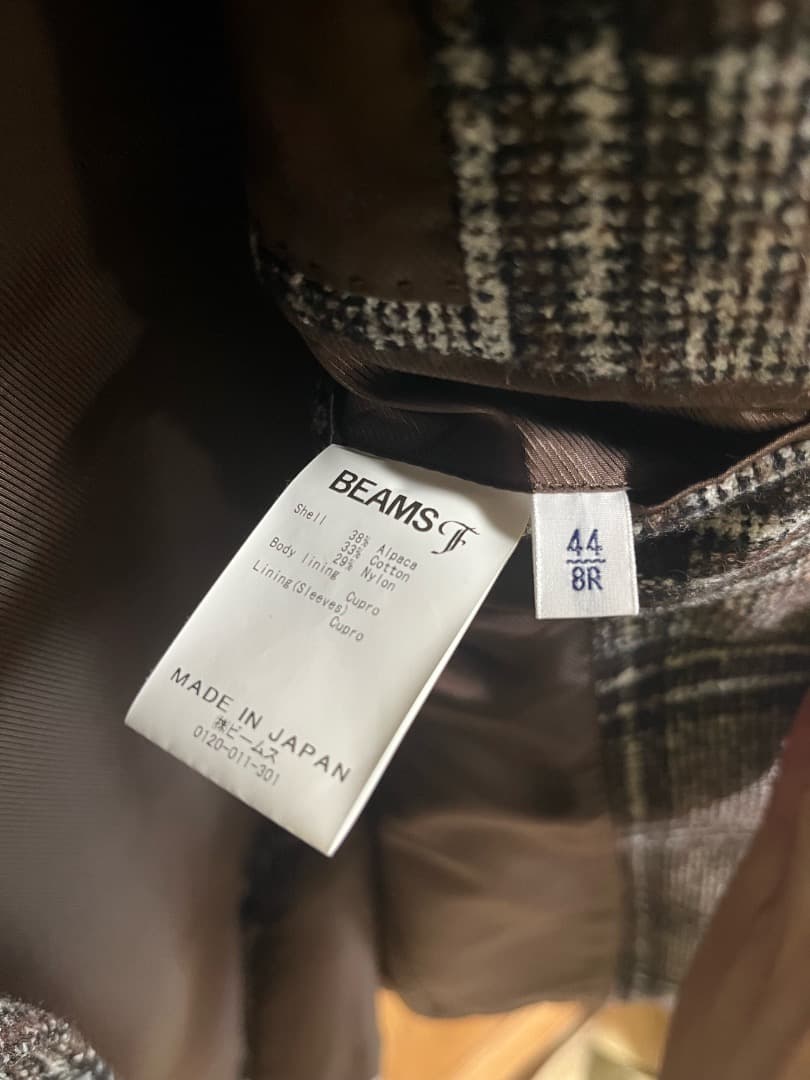 BEAMS F
Shell
38% Alpaca
33% Cotton
29% Nylon
Body lining
Cupro
Lining(Sleeves)
Cupro
MADE IN JAPAN
㈱ビームス
0120-011-301
44
8R